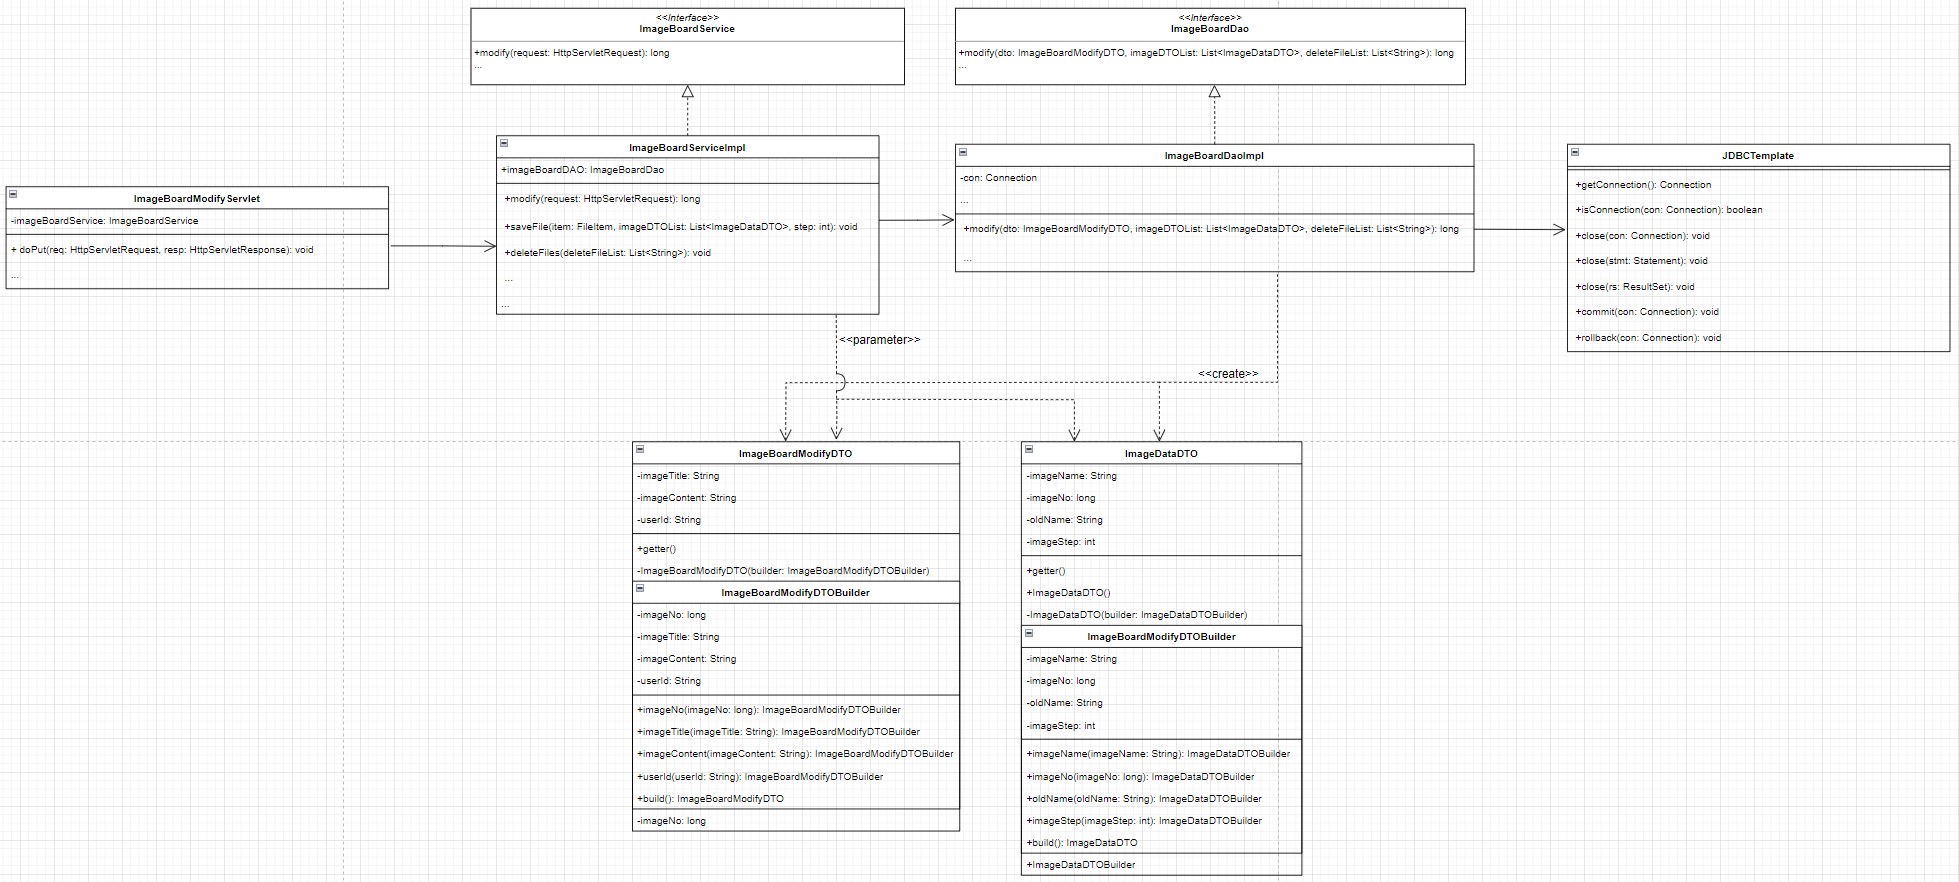 <<Interface>>
ImageBoardService
+modify(request: HttpServletRequest): long
...
<<Interface>>
ImageBoardDao
+modify(dto: ImageBoardModifyDTO, imageDTOList: List<ImageDataDTO>, deleteFileList: List<String>): long
...
ImageBoardModifyServlet
-imageBoardService: ImageBoardService
+ doPut(req: HttpServletRequest, resp: HttpServletResponse): void
...
ImageBoardServiceImpl
+imageBoardDAO: ImageBoardDao
+modify(request: HttpServletRequest): long
+saveFile(item: FileItem, imageDTOList: List<ImageDataDTO>, step: int): void
+deleteFiles(deleteFileList: List<String>): void
...
...
ImageBoardDaoImpl
-con: Connection
...
+modify(dto: ImageBoardModifyDTO, imageDTOList: List<ImageDataDTO>, deleteFileList: List<String>): long
...
JDBCTemplate
+getConnection(): Connection
+isConnection(con: Connection): boolean
+close(con: Connection): void
+close(stmt: Statement): void
+close(rs: ResultSet): void
+commit(con: Connection): void
+rollback(con: Connection): void
<<parameter>>
<<create>>
ImageBoardModifyDTO
-imageTitle: String
-imageContent: String
-userId: String
+getter()
-ImageBoardModifyDTO(builder: ImageBoardModifyDTOBuilder)
ImageBoardModifyDTOBuilder
-imageNo: long
-imageTitle: String
-imageContent: String
-userId: String
+imageNo(imageNo: long): ImageBoardModifyDTOBuilder
+imageTitle(imageTitle: String): ImageBoardModifyDTOBuilder
+imageContent(imageContent: String): ImageBoardModifyDTOBuilder
+userId(userId: String): ImageBoardModifyDTOBuilder
+build(): ImageBoardModifyDTO
-imageNo: long
ImageDataDTO
-imageName: String
-imageNo: long
-oldName: String
-imageStep: int
+getter()
+ImageDataDTO()
-ImageDataDTO(builder: ImageDataDTOBuilder)
ImageBoardModifyDTOBuilder
-imageName: String
-imageNo: long
-oldName: String
-imageStep: int
+imageName(imageName: String): ImageDataDTOBuilder
+imageNo(imageNo: long): ImageDataDTOBuilder
+oldName(oldName: String): ImageDataDTOBuilder
+imageStep(imageStep: int): ImageDataDTOBuilder
+build(): ImageDataDTO
+ImageDataDTOBuilder